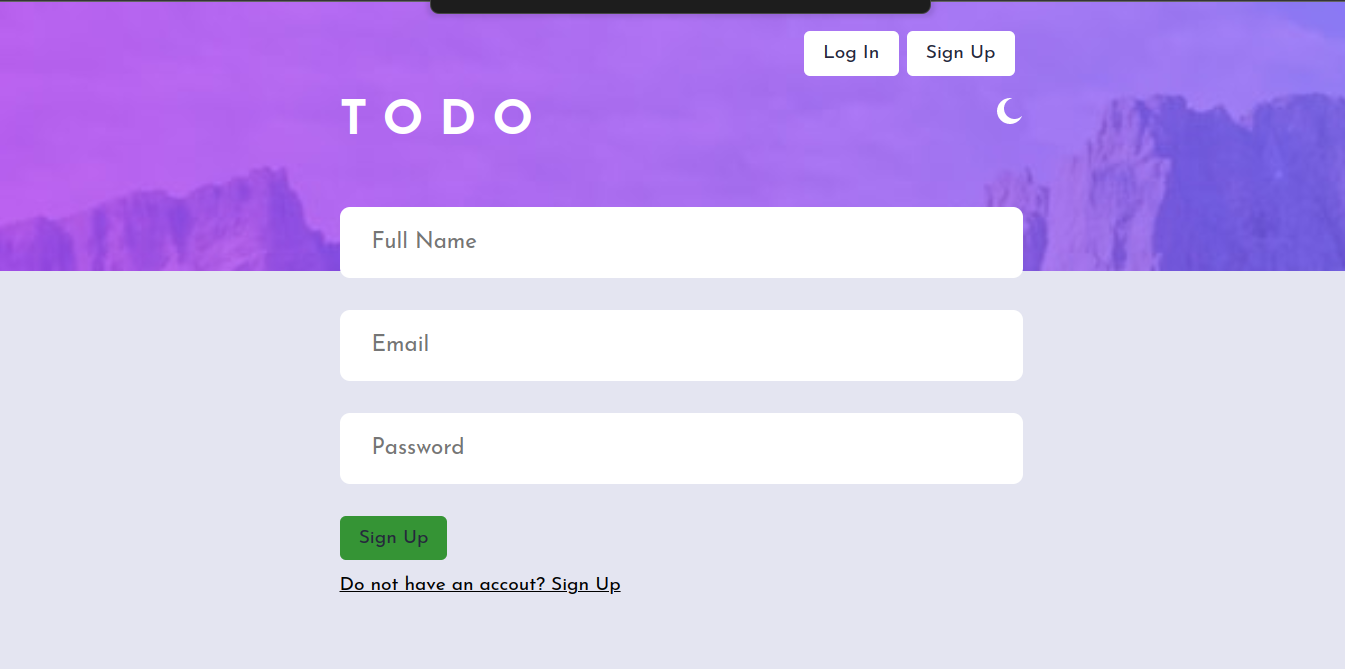 Log In Sign Up
TODO
Full Name
Email
Password
Sign Up
Do not have an accout? Sign Up